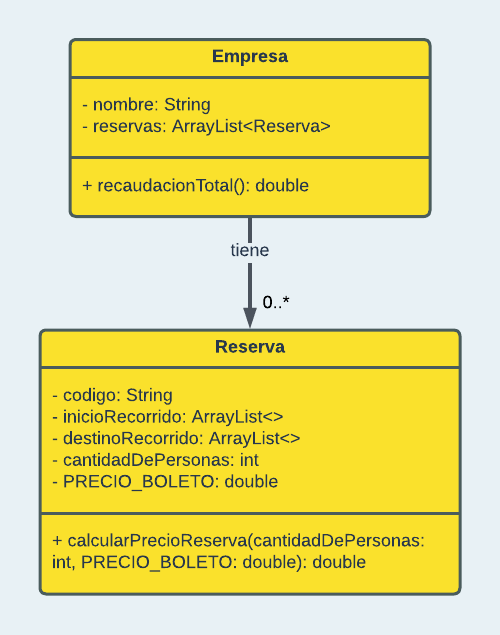 Empresa
- nombre: String
- reservas: ArrayList<Reserva>
+ recaudacionTotal(): double
tiene
0..*
Reserva
- codigo: String
- inicioRecorrido: ArrayList<>
- destinoRecorrido: ArrayList<>
- cantidadDePersonas: int
- PRECIO_BOLETO: double
+ calcularPrecioReserva(cantidadDePersonas:
int, PRECIO_BOLETO: double): double